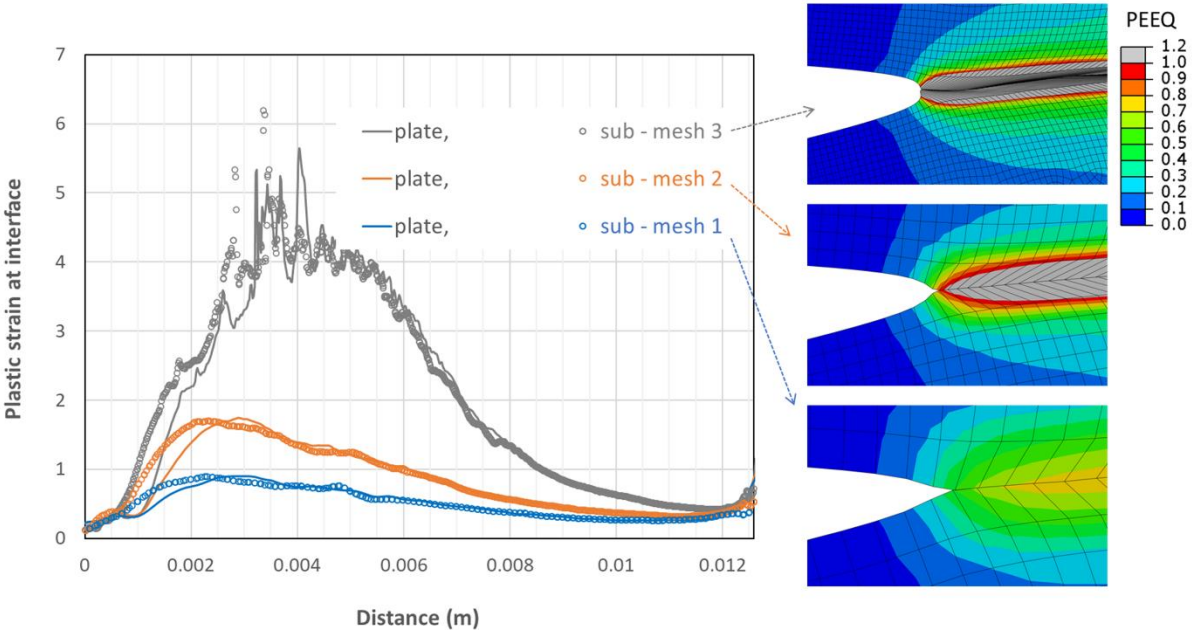 Plastic strain at interface
7
6
5
4
3
2
1
0
plate, sub - mesh 3
plate, sub - mesh 2
plate, sub - mesh 1
0 0.002 0.004 0.006 0.008 0.01 0.012
Distance (m)
PEEQ
1.2
1.0
0.9
0.8
0.7
0.6
0.5
0.4
0.3
0.2
0.1
0.0